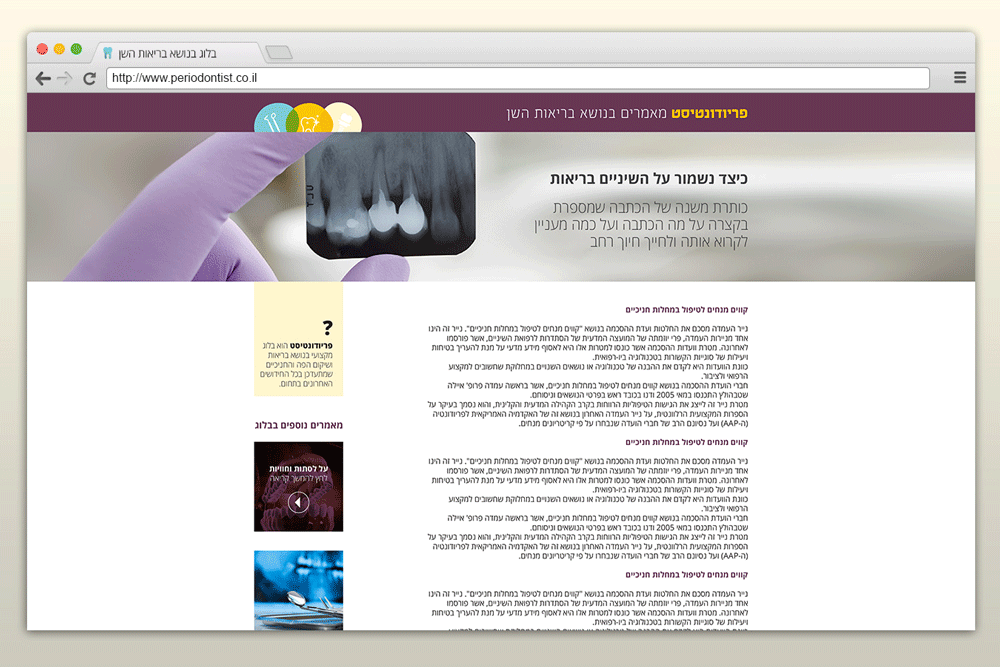 בלוג בנושא בריאות השן
http://www.periodontist.co.il
פריודונטיסט מאמרים בנושא בריאות השן
כיצד נשמור על השיניים בריאות
כותרת משנה של הכתבה שמספרת
בקצרה על מה הכתבה ועל כמה מעניין
לקרוא אותה ולחייך חיוך רחב
קווים מנחים לטיפול במחלות חניכיים
נייר העמדה מסכם את החלטות ועדת ההסכמה בנושא "קווים מנחים לטיפול במחלות חניכיים". נייר זה הינו
אחד מניירות העמדה, פרי יוזמתה של המועצה המדעית של הסתדרות לרפואת השיניים, אשר פורסמו
לאחרונה. מטרת וועדות ההסכמה אשר כונסו למטרות אלו היא לאסוף מידע מדעי על מנת להעריך בטיחות
ויעילות של סוגיות הקשורות בטכנולוגיה ביו-רפואית.
כוונת הוועדות היא לקדם את ההבנה של טכנולוגיה או נושאים השנויים במחלוקת שחשובים למקצוע
הרפואי ולציבור.
חברי הועדת ההסכמה בנושא קווים מנחים לטיפול במחלות חניכיים, אשר בראשה עמדה פרופ' איילה
שטבהולץ התכנסו במאי 2005 ודנו בכובד ראש בפרטי הנושאים וניסוחם.
מטרת נייר זה לייצג את הגישות הטיפוליות הרווחות בקרב הקהילה המדעית והקלינית, והוא נסמך בעיקר על
הספרות המקצועית הרלוונטית, על נייר העמדה האחרון בנושא זה של האקדמיה האמריקאית לפריודונטיה
(ה-AAP) ועל נסיונם הרב של חברי הועדה שנבחרו על פי קריטריונים מנחים.
קווים מנחים לטיפול במחלות חניכיים
נייר העמדה מסכם את החלטות ועדת ההסכמה בנושא "קווים מנחים לטיפול במחלות חניכיים". נייר זה הינו
אחד מניירות העמדה, פרי יוזמתה של המועצה המדעית של הסתדרות לרפואת השיניים, אשר פורסמו
לאחרונה. מטרת וועדות ההסכמה אשר כונסו למטרות אלו היא לאסוף מידע מדעי על מנת להעריך בטיחות
ויעילות של סוגיות הקשורות בטכנולוגיה ביו-רפואית.
כוונת הוועדות היא לקדם את ההבנה של טכנולוגיה או נושאים השנויים במחלוקת שחשובים למקצוע
הרפואי ולציבור.
חברי הועדת ההסכמה בנושא קווים מנחים לטיפול במחלות חניכיים, אשר בראשה עמדה פרופ' איילה
שטבהולץ התכנסו במאי 2005 ודנו בכובד ראש בפרטי הנושאים וניסוחם.
מטרת נייר זה לייצג את הגישות הטיפוליות הרווחות בקרב הקהילה המדעית והקלינית, והוא נסמך בעיקר על
הספרות המקצועית הרלוונטית, על נייר העמדה האחרון בנושא זה של האקדמיה האמריקאית לפריודונטיה
(ה-AAP) ועל נסיונם הרב של חברי הועדה שנבחרו על פי קריטריונים מנחים.
קווים מנחים לטיפול במחלות חניכיים
נייר העמדה מסכם את החלטות ועדת ההסכמה בנושא "קווים מנחים לטיפול במחלות חניכיים". נייר זה הינו
אחד מניירות העמדה, פרי יוזמתה של המועצה המדעית של הסתדרות לרפואת השיניים, אשר פורסמו
לאחרונה. מטרת וועדות ההסכמה אשר כונסו למטרות אלו היא לאסוף מידע מדעי על מנת להעריך בטיחות
ויעילות של סוגיות הקשורות בטכנולוגיה ביו-רפואית.
?
פריודונטיסט הוא בלוג
מקצועי בנושא בריאות
ושיקום הפה והחניכיים
שמתעדכן בכל החידושים
האחרונים בתחום.
מאמרים נוספים בבלוג
על לסתות וחוויות
לחץ להמשך קריאה